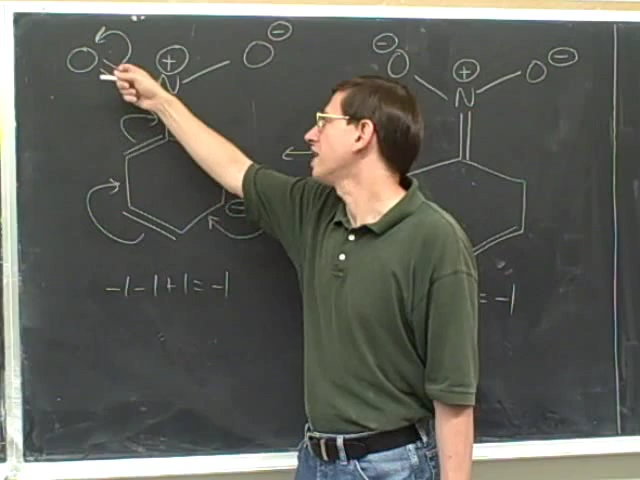 O N⊕ O⊖ ⊖O N⊕ O⊖
⊖
-1-1+1=-1 =-1